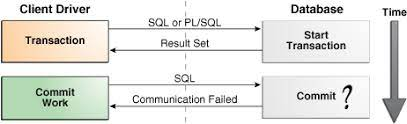 Client Driver
Database
Time
SQL or PL/SQL
Transaction
Start
Transaction
Result Set
SQL
Commit
Work
Commit ?
Communication Failed